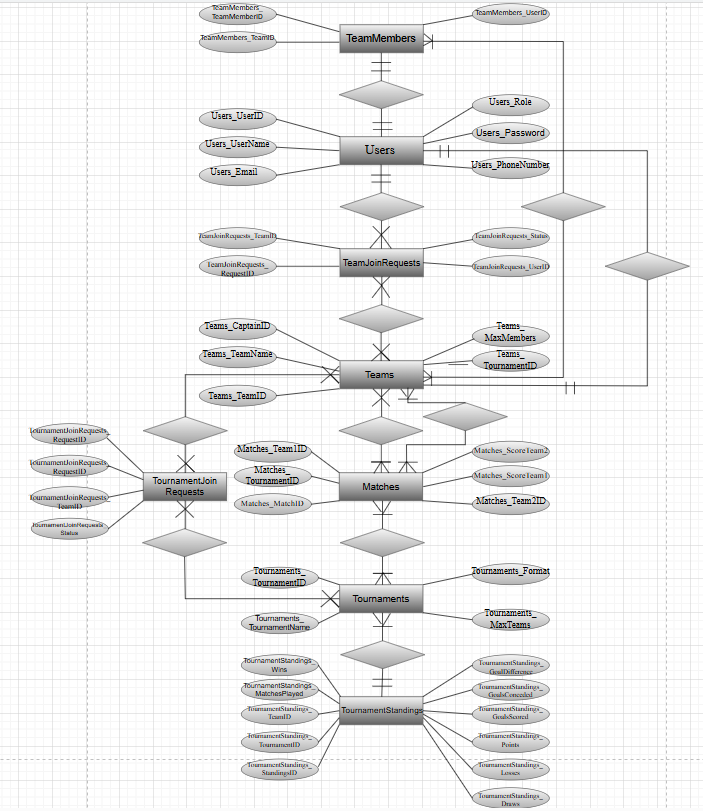 TeamMembers_
TeamMemberID
TeamMembers_UserID
TeamMembers_TeamID
TeamMembers
Users_UserID
Users_Role
Users_UserName
Users_Password
Users
Users_Email
Users_PhoneNumber
TeamJoinRequests_TeamID
TeamJoinRequests_Status
TeamJoinRequests
TeamJoinRequests_
RequestID
TeamJoinRequests_UserID
Teams_CaptainID
Teams_
MaxMembers
Teams_TeamName
Teams_
TournamentID
Teams
Teams_TeamID
TournamentJoinRequests_
RequestID
TournamentJoinRequests_
RequestID
TournamentJoinRequests_
TeamID
TournamentJoinRequests
Status
TournamentJoin
Requests
Matches_Team1ID
Matches_ScoreTeam2
Matches_
TournamentID
Matches_ScoreTeam1
Matches
Matches_MatchID
Matches_Team2ID
Tournaments_
TournamentID
Tournaments_Format
Tournaments
Tournaments_
TournamentName
Tournaments_
MaxTeams
TournamentStandings_
Wins
TournamentStandings_
GoalDifference
TournamentStandings_
MatchesPlayed
TournamentStandings_
GoalsConceded
TournamentStandings_
TeamID
TournamentStandings
TournamentStandings_
GoalsScored
TournamentStandings_
TournamentID
TournamentStandings_
Points
TournamentStandings_
StandingsID
TournamentStandings_
Losses
TournamentStandings_
Draws